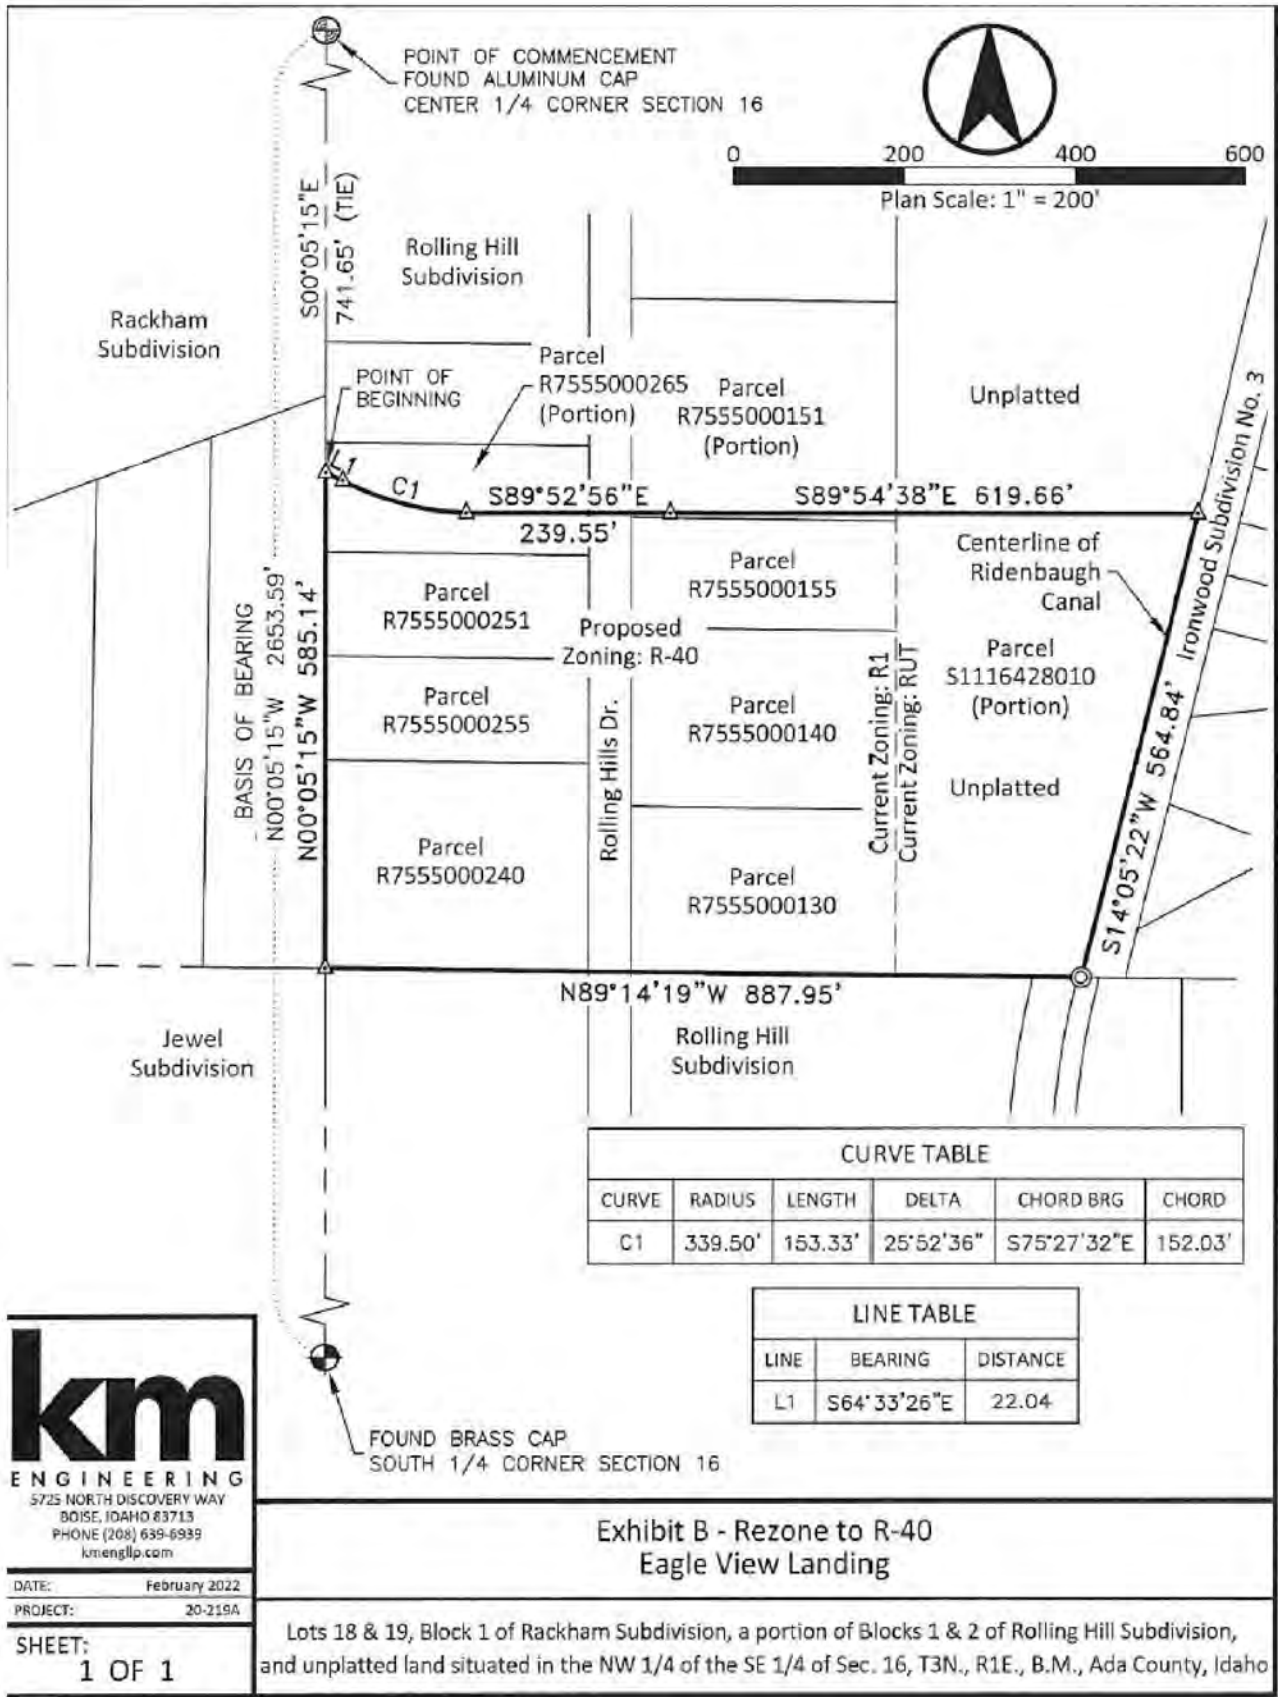 POINT OF COMMENCEMENT
FOUND ALUMINUM CAP
CENTER 1/4 CORNER SECTION 16
0 200 400 600
Plan Scale: 1" = 200'
S00°05'15"E
741.65' (TIE)
Rolling Hill
Subdivision
Rackham
Subdivision
POINT OF
BEGINNING
Parcel
R7555000265
(Portion)
Parcel
R7555000151
(Portion)
Unplatted
L1
C1
S89°52'56"E
239.55'
S89°54'38"E 619.66'
Ironwood Subdivision No. 3
Centerline of
Ridenbaugh
Canal
Parcel
R7555000155
Parcel
R7555000251
Proposed
Zoning: R-40
BASIS OF BEARING
N00°05'15"W 2653.59'
N00°05'15"W 585.14'
Parcel
S1116428010
(Portion)
Parcel
R7555000255
Parcel
R7555000140
Rolling Hills Dr.
Current Zoning: R1
Current Zoning: RUT
Unplatted
S14°05'22"W 564.84'
Parcel
R7555000240
Parcel
R7555000130
N89°14'19"W 887.95'
Jewel
Subdivision
Rolling Hill
Subdivision
CURVE TABLE
CURVE RADIUS LENGTH DELTA CHORD BRG CHORD
C1 339.50' 153.33' 25°52'36" S75°27'32"E 152.03'
LINE TABLE
LINE BEARING DISTANCE
L1 S64°33'26"E 22.04
FOUND BRASS CAP
SOUTH 1/4 CORNER SECTION 16
km
ENGINEERING
5725 NORTH DISCOVERY WAY
BOISE, IDAHO 83713
PHONE (208) 639-6939
kmengllp.com
DATE: February 2022
PROJECT: 20-219A
SHEET:
1 OF 1
Exhibit B - Rezone to R-40
Eagle View Landing
Lots 18 & 19, Block 1 of Rackham Subdivision, a portion of Blocks 1 & 2 of Rolling Hill Subdivision,
and unplatted land situated in the NW 1/4 of the SE 1/4 of Sec. 16, T3N., R1E., B.M., Ada County, Idaho